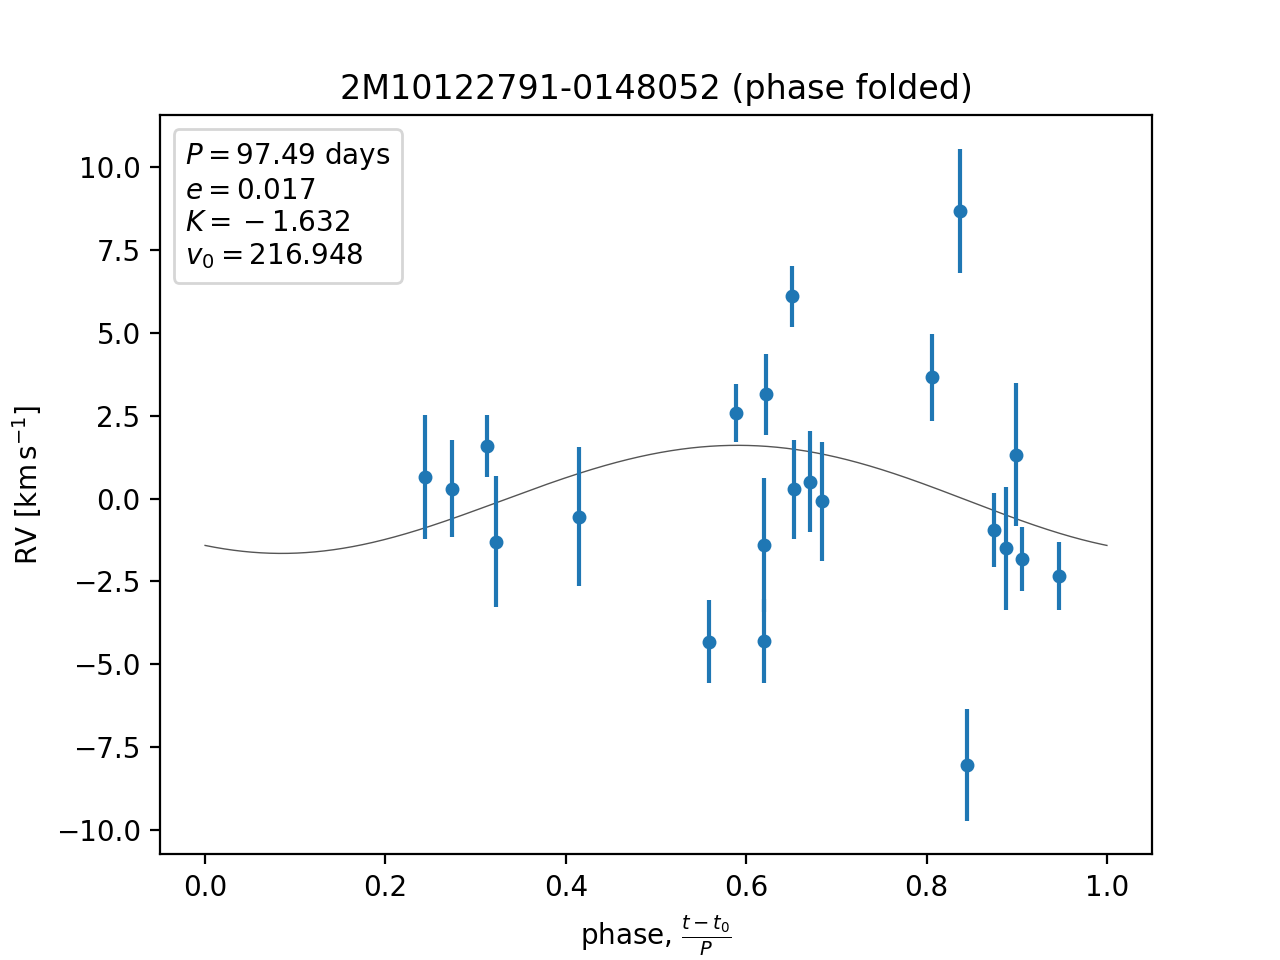 2M10122791-0148052 (phase folded)
P = 97.49 days
e = 0.017
K = −1.632
v₀ = 216.948
10.0
7.5
5.0
2.5
0.0
−2.5
−5.0
−7.5
−10.0
RV [km s⁻¹]
0.0 0.2 0.4 0.6 0.8 1.0
phase, (t − t₀)/P